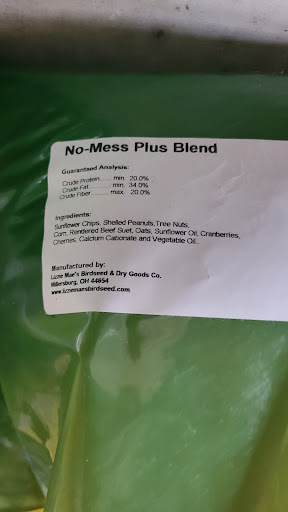 No-Mess Plus Blend
Guaranteed Analysis:
Crude Protein...... min. 20.0%
Crude Fat............ min. 34.0%
Crude Fiber......... max. 20.0%
Ingredients:
Sunflower Chips, Shelled Peanuts, Tree Nuts,
Corn, Rendered Beef Suet, Oats, Sunflower Oil, Cranberries,
Cherries, Calcium Carbonate and Vegetable Oil..
Manufactured by:
Lizzie Mae's Birdseed & Dry Goods Co.
Millersburg, OH 44654
www.lizziemaesbirdseed.com